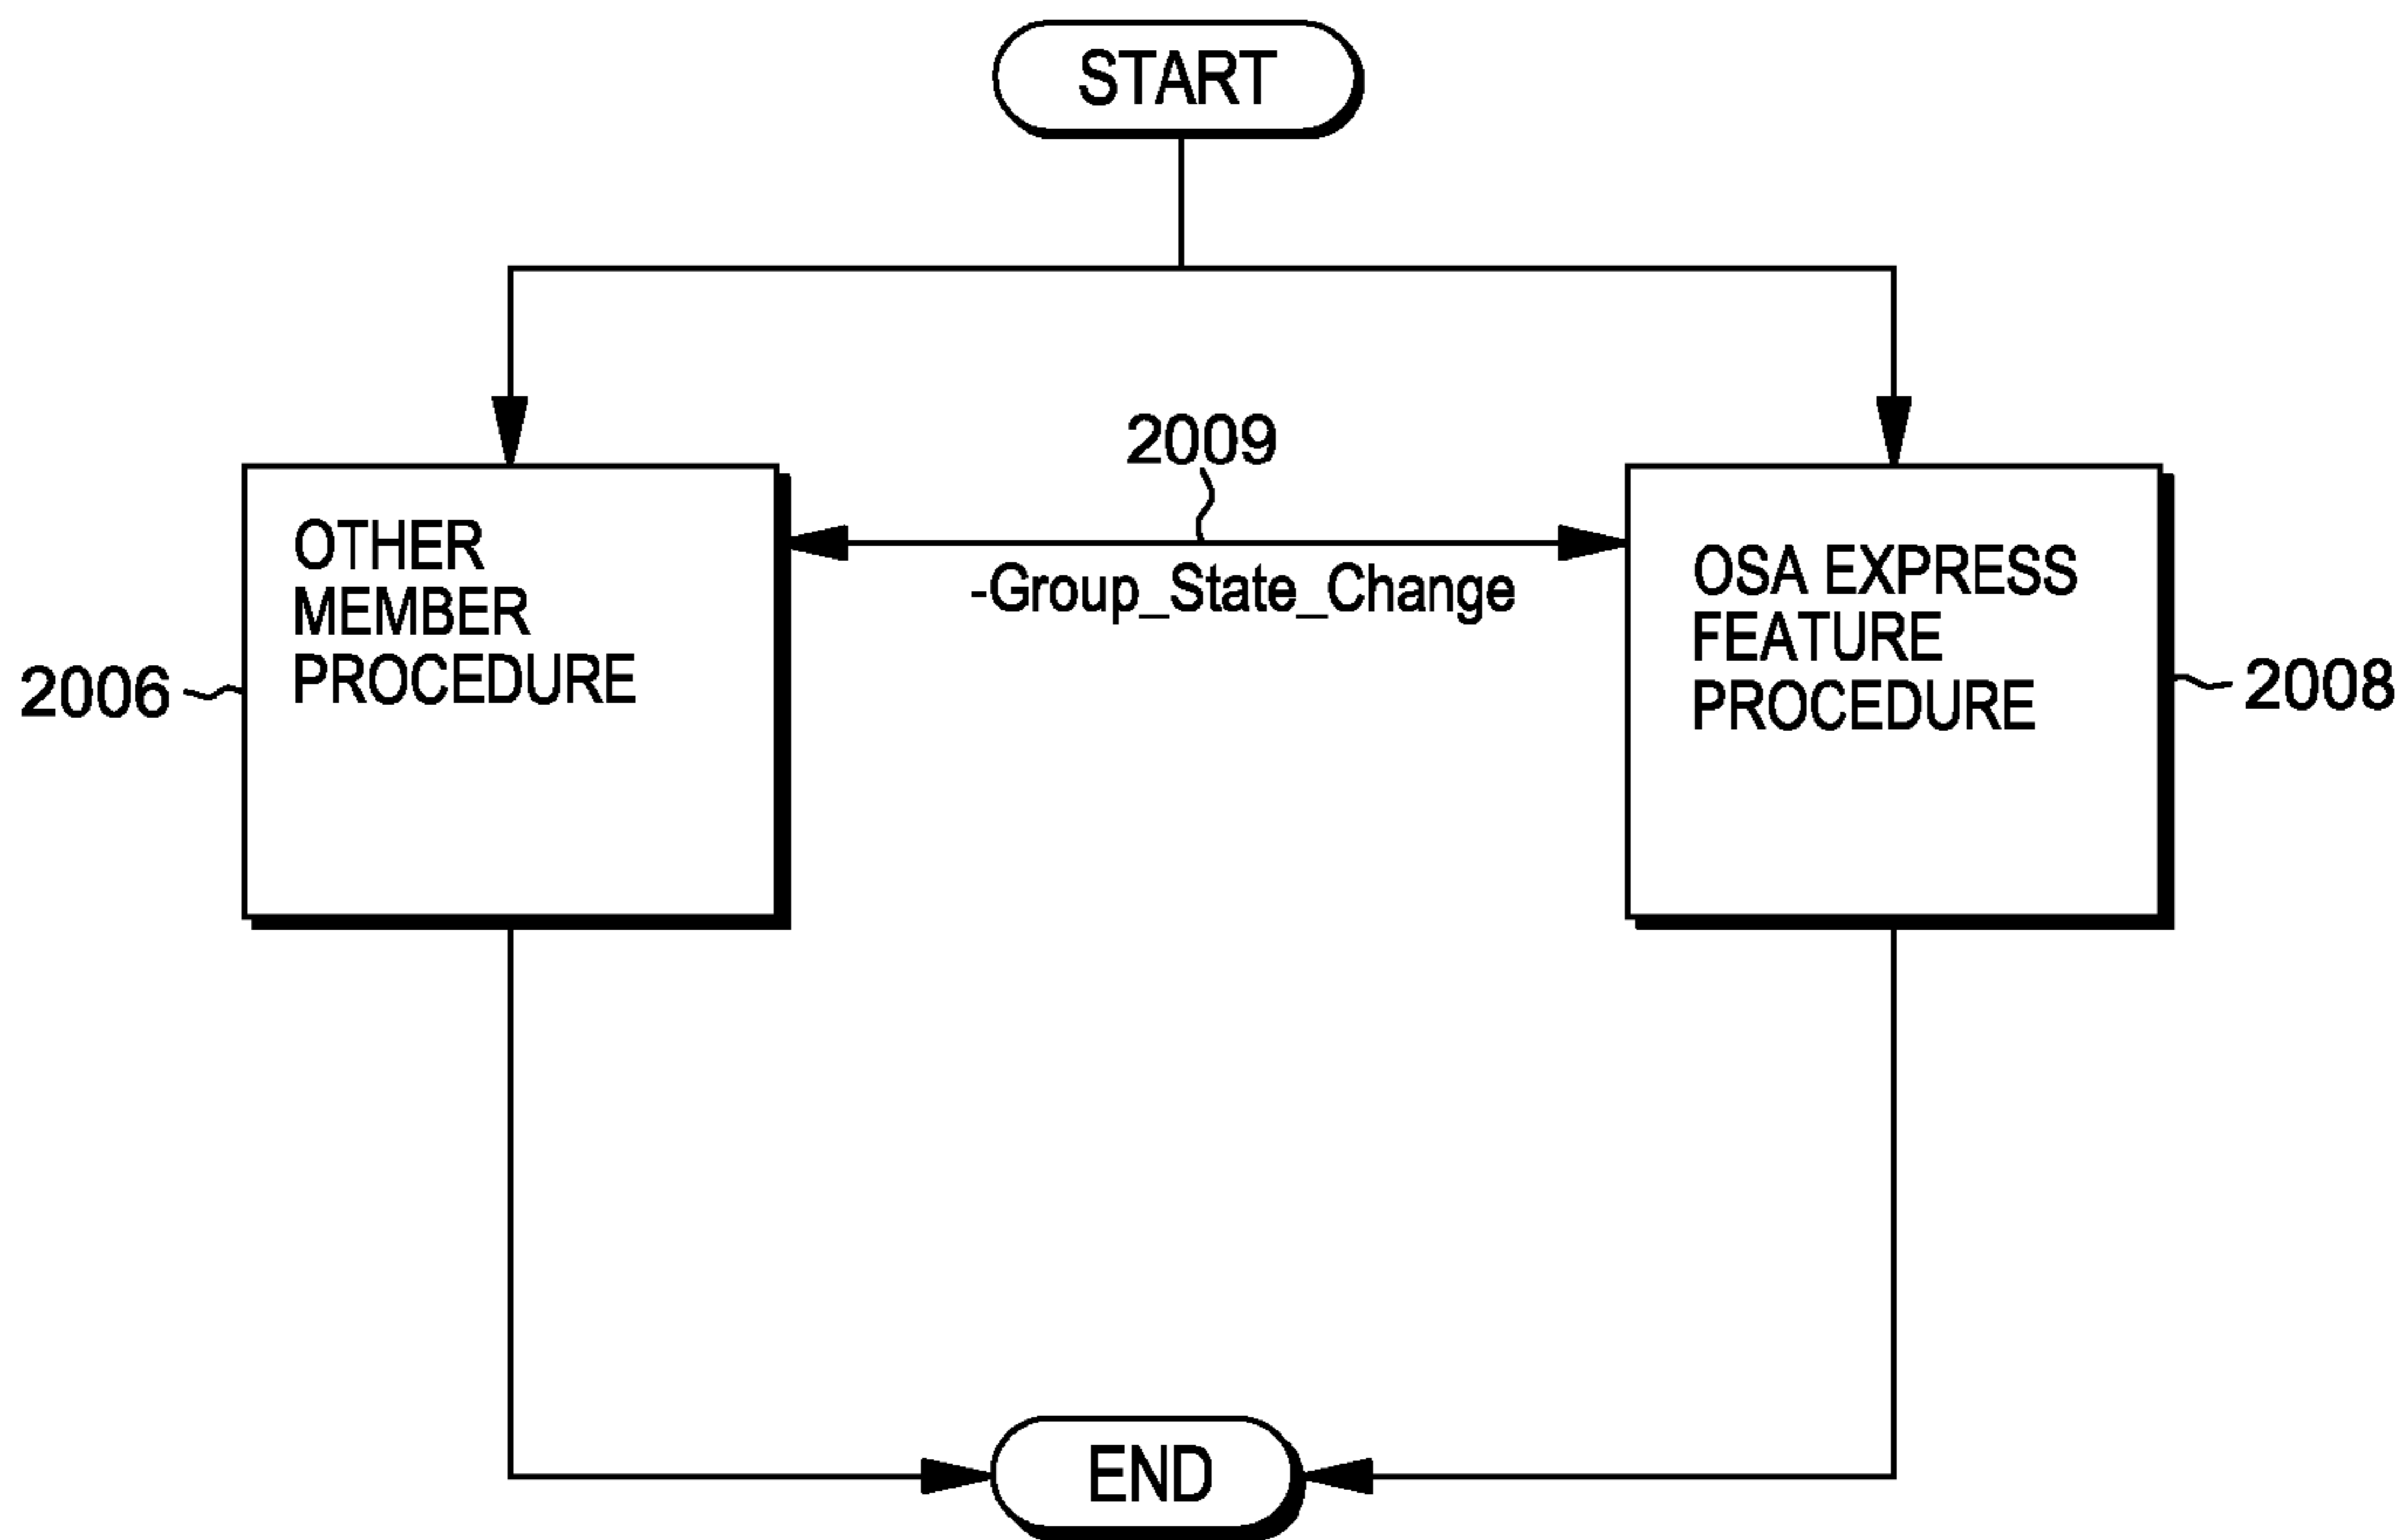 START
2009
-Group_State_Change
OTHER
MEMBER
PROCEDURE
2006
OSA EXPRESS
FEATURE
PROCEDURE
2008
END